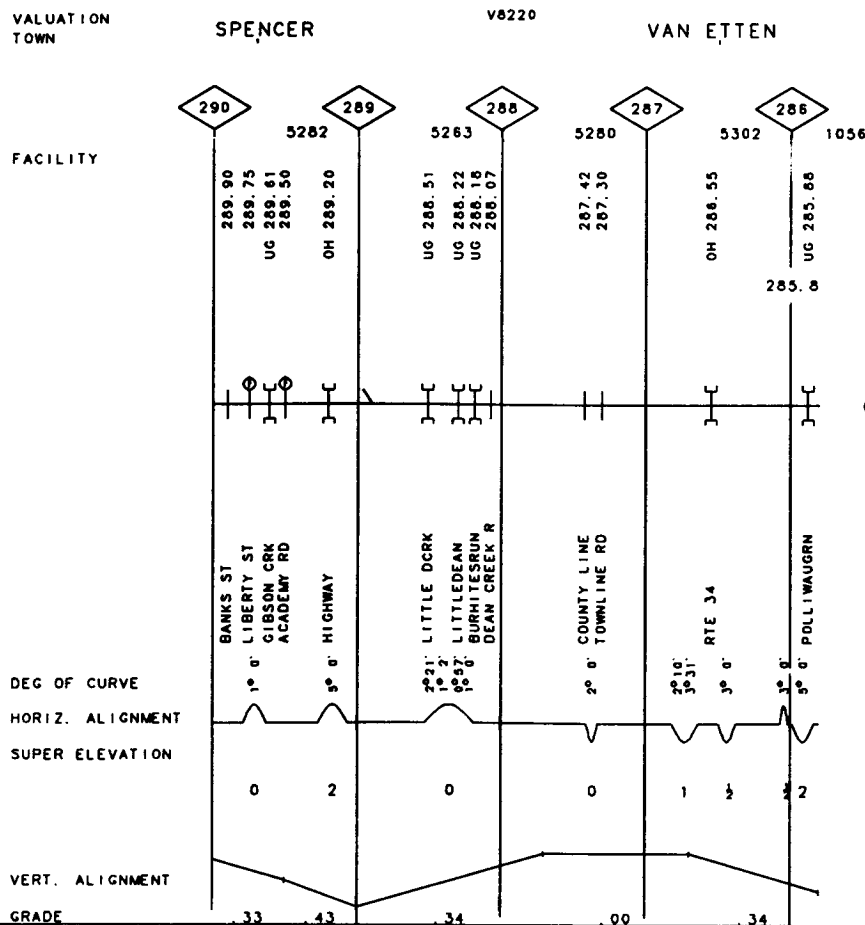 VALUATION
TOWN
SPENCER
V8220
VAN ETTEN
290
289
288
287
286
5282
5263
5280
5302
1056
FACILITY
289.90
289.75
UG 289.61
289.50
OH 289.20
UG 288.51
UG 288.22
UG 288.18
288.07
287.42
287.30
OH 286.55
UG 285.88
285.8
BANKS ST
LIBERTY ST
GIBSON CRK
ACADEMY RD
HIGHWAY
LITTLE DCRK
LITTLEDEAN
BURHITESRUN
DEAN CREEK R
COUNTY LINE
TOWNLINE RD
RTE 34
POLLIWAUGRN
DEG OF CURVE
1° 0'
5° 0'
2°21'
1° 2'
0°57'
1° 0'
2° 0'
2°10'
3°31'
3° 0'
3° 0'
5° 0'
HORIZ. ALIGNMENT
SUPER ELEVATION
0
2
0
0
1
½
2
VERT. ALIGNMENT
GRADE
.33
.43
.34
.00
.34